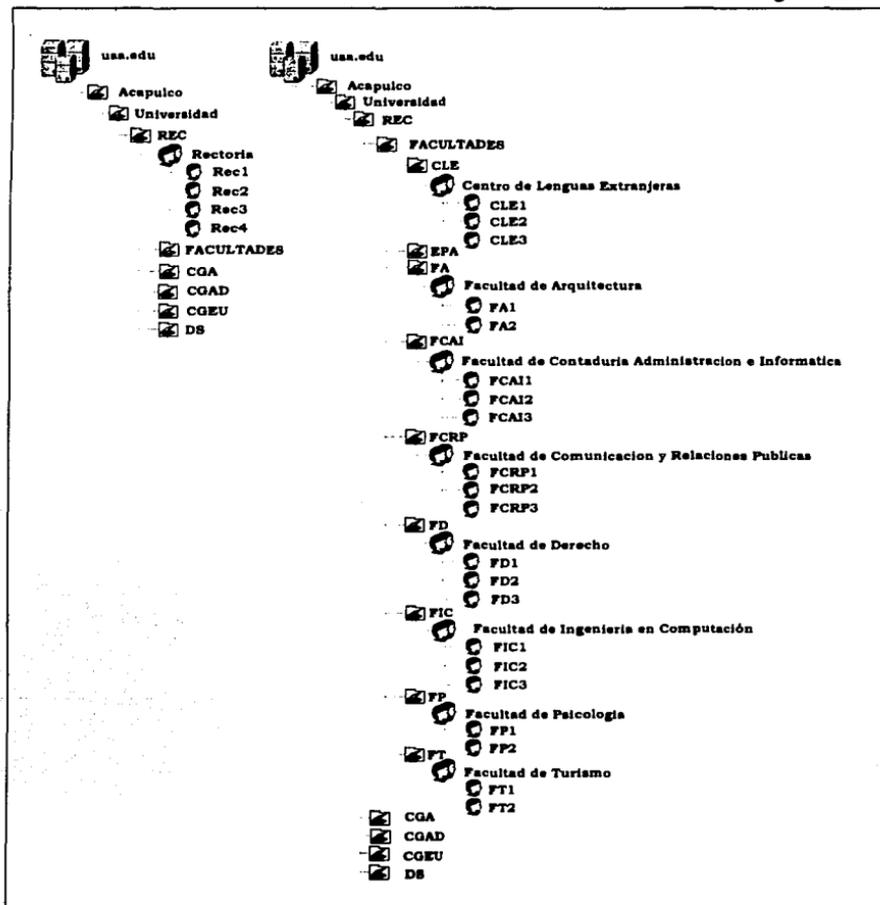 uaa.edu
Acapulco
Universidad
REC
Rectoria
Rec1
Rec2
Rec3
Rec4
FACULTADES
CGA
CGAD
CGEU
DS
uaa.edu
Acapulco
Universidad
REC
FACULTADES
CLE
Centro de Lenguas Extranjeras
CLE1
CLE2
CLE3
EPA
FA
Facultad de Arquitectura
FA1
FA2
FCAI
Facultad de Contaduria Administracion e Informatica
FCAI1
FCAI2
FCAI3
FCRP
Facultad de Comunicacion y Relaciones Publicas
FCRP1
FCRP2
FCRP3
FD
Facultad de Derecho
FD1
FD2
FD3
FIC
Facultad de Ingenieria en Computación
FIC1
FIC2
FIC3
FP
Facultad de Psicologia
FP1
FP2
FT
Facultad de Turismo
FT1
FT2
CGA
CGAD
CGEU
DS